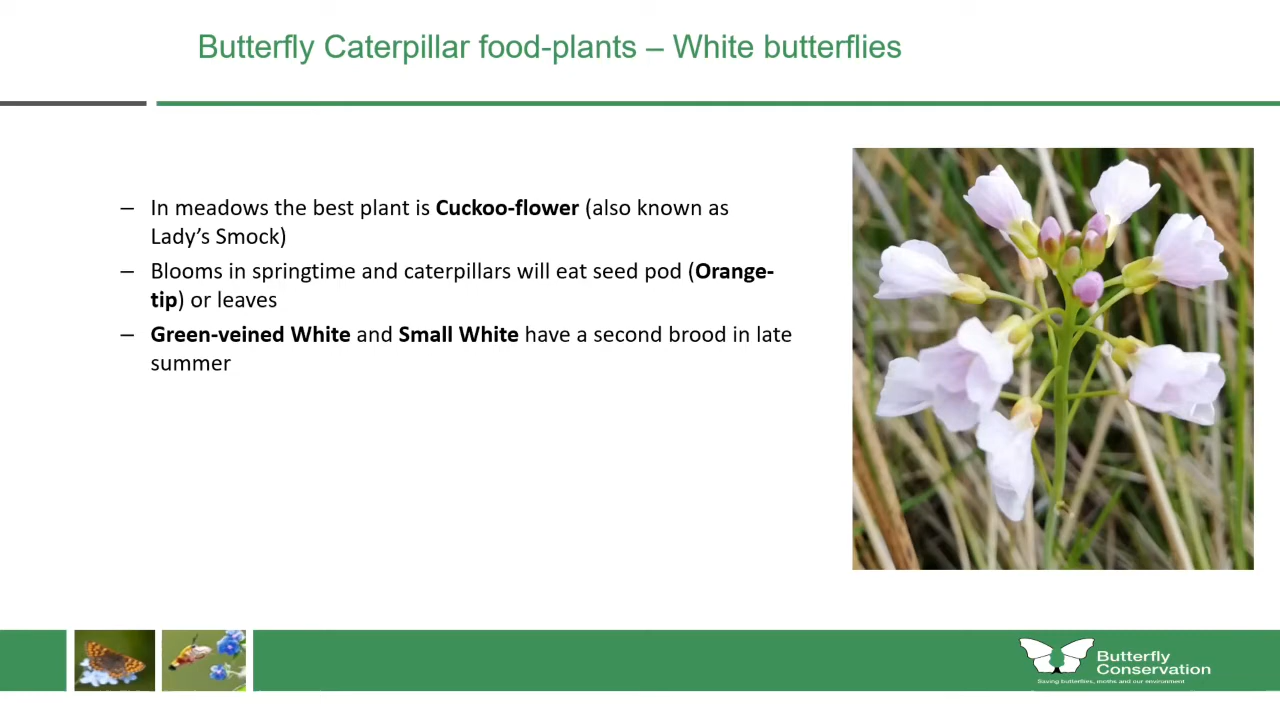 Butterfly Caterpillar food-plants – White butterflies
– In meadows the best plant is Cuckoo-flower (also known as
Lady’s Smock)
– Blooms in springtime and caterpillars will eat seed pod (Orange-
tip) or leaves
– Green-veined White and Small White have a second brood in late
summer
Butterfly
Conservation
Saving butterflies, moths and our environment